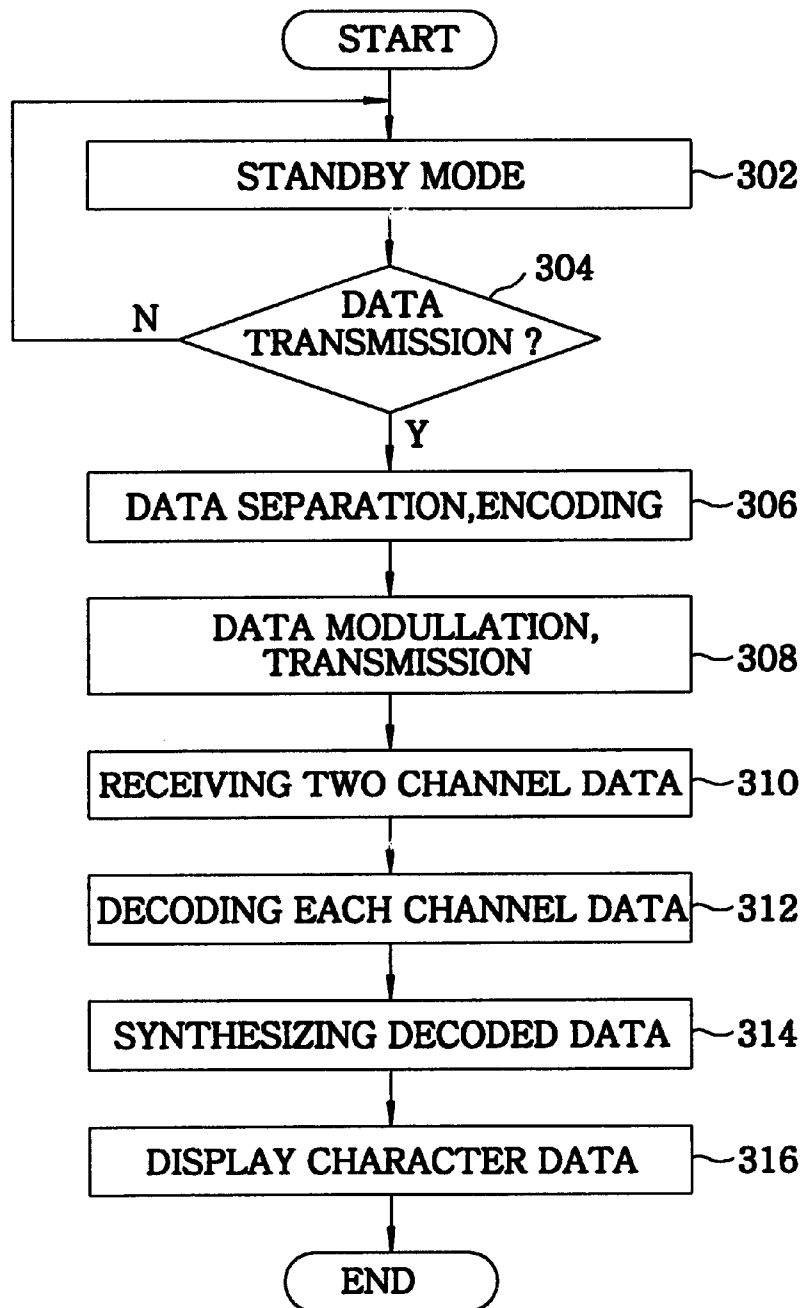 START
STANDBY MODE
302
304
DATA
TRANSMISSION ?
N
Y
DATA SEPARATION,ENCODING
306
DATA MODULLATION,
TRANSMISSION
308
RECEIVING TWO CHANNEL DATA
310
DECODING EACH CHANNEL DATA
312
SYNTHESIZING DECODED DATA
314
DISPLAY CHARACTER DATA
316
END